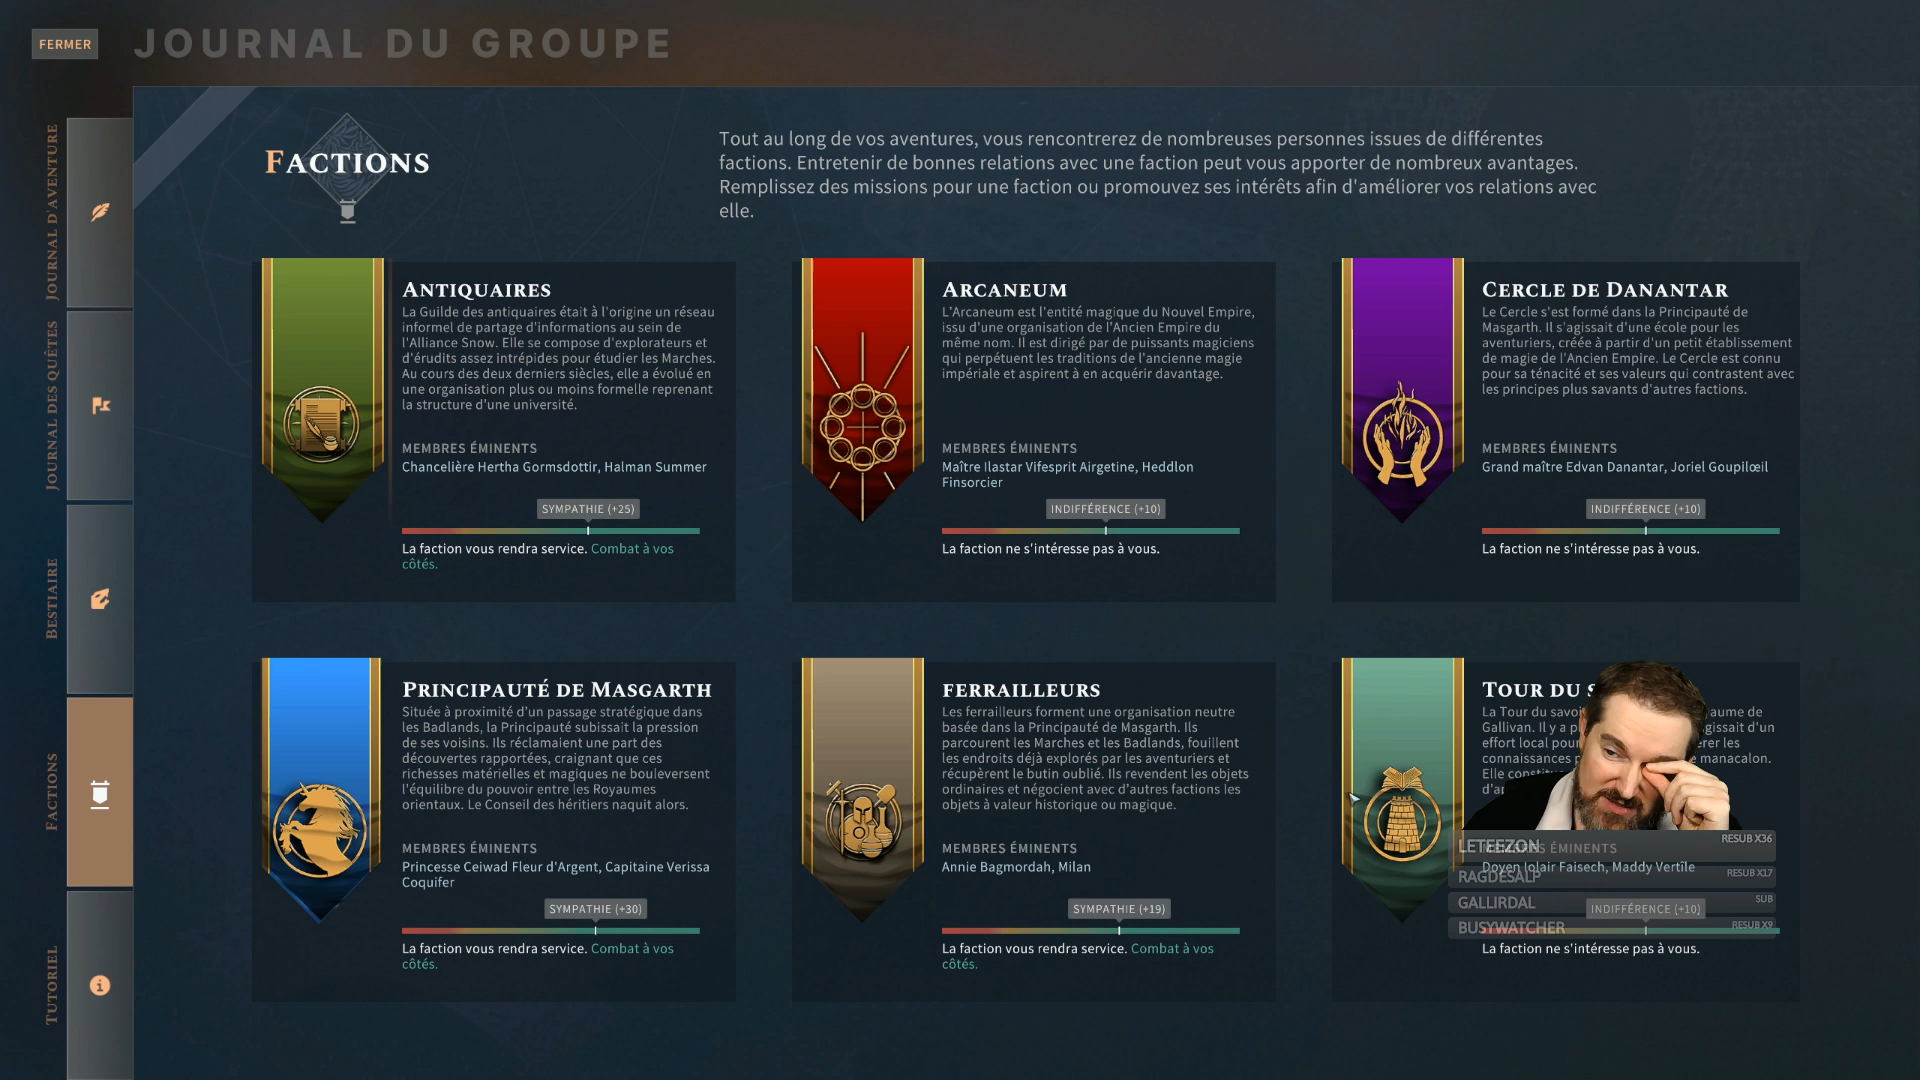 FERMER
JOURNAL DU GROUPE
JOURNAL D'AVENTURE
JOURNAL DES QUÊTES
BESTIAIRE
FACTIONS
TUTORIEL
FACTIONS
Tout au long de vos aventures, vous rencontrerez de nombreuses personnes issues de différentes
factions. Entretenir de bonnes relations avec une faction peut vous apporter de nombreux avantages.
Remplissez des missions pour une faction ou promouvez ses intérêts afin d'améliorer vos relations avec
elle.
ANTIQUAIRES
La Guilde des antiquaires était à l'origine un réseau
informel de partage d'informations au sein de
l'Alliance Snow. Elle se compose d'explorateurs et
d'érudits assez intrépides pour étudier les Marches.
Au cours des deux derniers siècles, elle a évolué en
une organisation plus ou moins formelle reprenant
la structure d'une université.
MEMBRES ÉMINENTS
Chancelière Hertha Gormsdottir, Halman Summer
SYMPATHIE (+25)
La faction vous rendra service. Combat à vos
côtés.
ARCANEUM
L'Arcaneum est l'entité magique du Nouvel Empire,
issu d'une organisation de l'Ancien Empire du
même nom. Il est dirigé par de puissants magiciens
qui perpétuent les traditions de l'ancienne magie
impériale et aspirent à en acquérir davantage.
MEMBRES ÉMINENTS
Maître Ilastar Vifesprit Airgetine, Heddlon
Finsorcier
INDIFFÉRENCE (+10)
La faction ne s'intéresse pas à vous.
CERCLE DE DANANTAR
Le Cercle s'est formé dans la Principauté de
Masgarth. Il s'agissait d'une école pour les
aventuriers, créée à partir d'un petit établissement
de magie de l'Ancien Empire. Le Cercle est connu
pour sa ténacité et ses valeurs qui contrastent avec
les principes plus savants d'autres factions.
MEMBRES ÉMINENTS
Grand maître Edvan Danantar, Joriel Goupilœil
INDIFFÉRENCE (+10)
La faction ne s'intéresse pas à vous.
PRINCIPAUTÉ DE MASGARTH
Située à proximité d'un passage stratégique dans
les Badlands, la Principauté subissait la pression
de ses voisins. Ils réclamaient une part des
découvertes rapportées, craignant que ces
richesses matérielles et magiques ne bouleversent
l'équilibre du pouvoir entre les Royaumes
orientaux. Le Conseil des héritiers naquit alors.
MEMBRES ÉMINENTS
Princesse Ceiwad Fleur d'Argent, Capitaine Verissa
Coquifer
SYMPATHIE (+30)
La faction vous rendra service. Combat à vos
côtés.
FERRAILLEURS
Les ferrailleurs forment une organisation neutre
basée dans la Principauté de Masgarth. Ils
parcourent les Marches et les Badlands, fouillent
les endroits déjà explorés par les aventuriers et
récupèrent le butin oublié. Ils revendent les objets
ordinaires et négocient avec d'autres factions les
objets à valeur historique ou magique.
MEMBRES ÉMINENTS
Annie Bagmordah, Milan
SYMPATHIE (+19)
La faction vous rendra service. Combat à vos
côtés.
TOUR DU
La Tour du savoi aume de
Gallivan. Il y a p gissait d'un
effort local pour rer les
connaissances manacalon.
Elle
MEMBRES ÉMINENTS
Doyen Iolair Faisech, Maddy Vertîle
INDIFFÉRENCE (+10)
La faction ne s'intéresse pas à vous.
LETEEZON RESUB X36
RAGDESALP RESUB X17
GALLIRDAL SUB
BUSYWATCHER RESUB X9